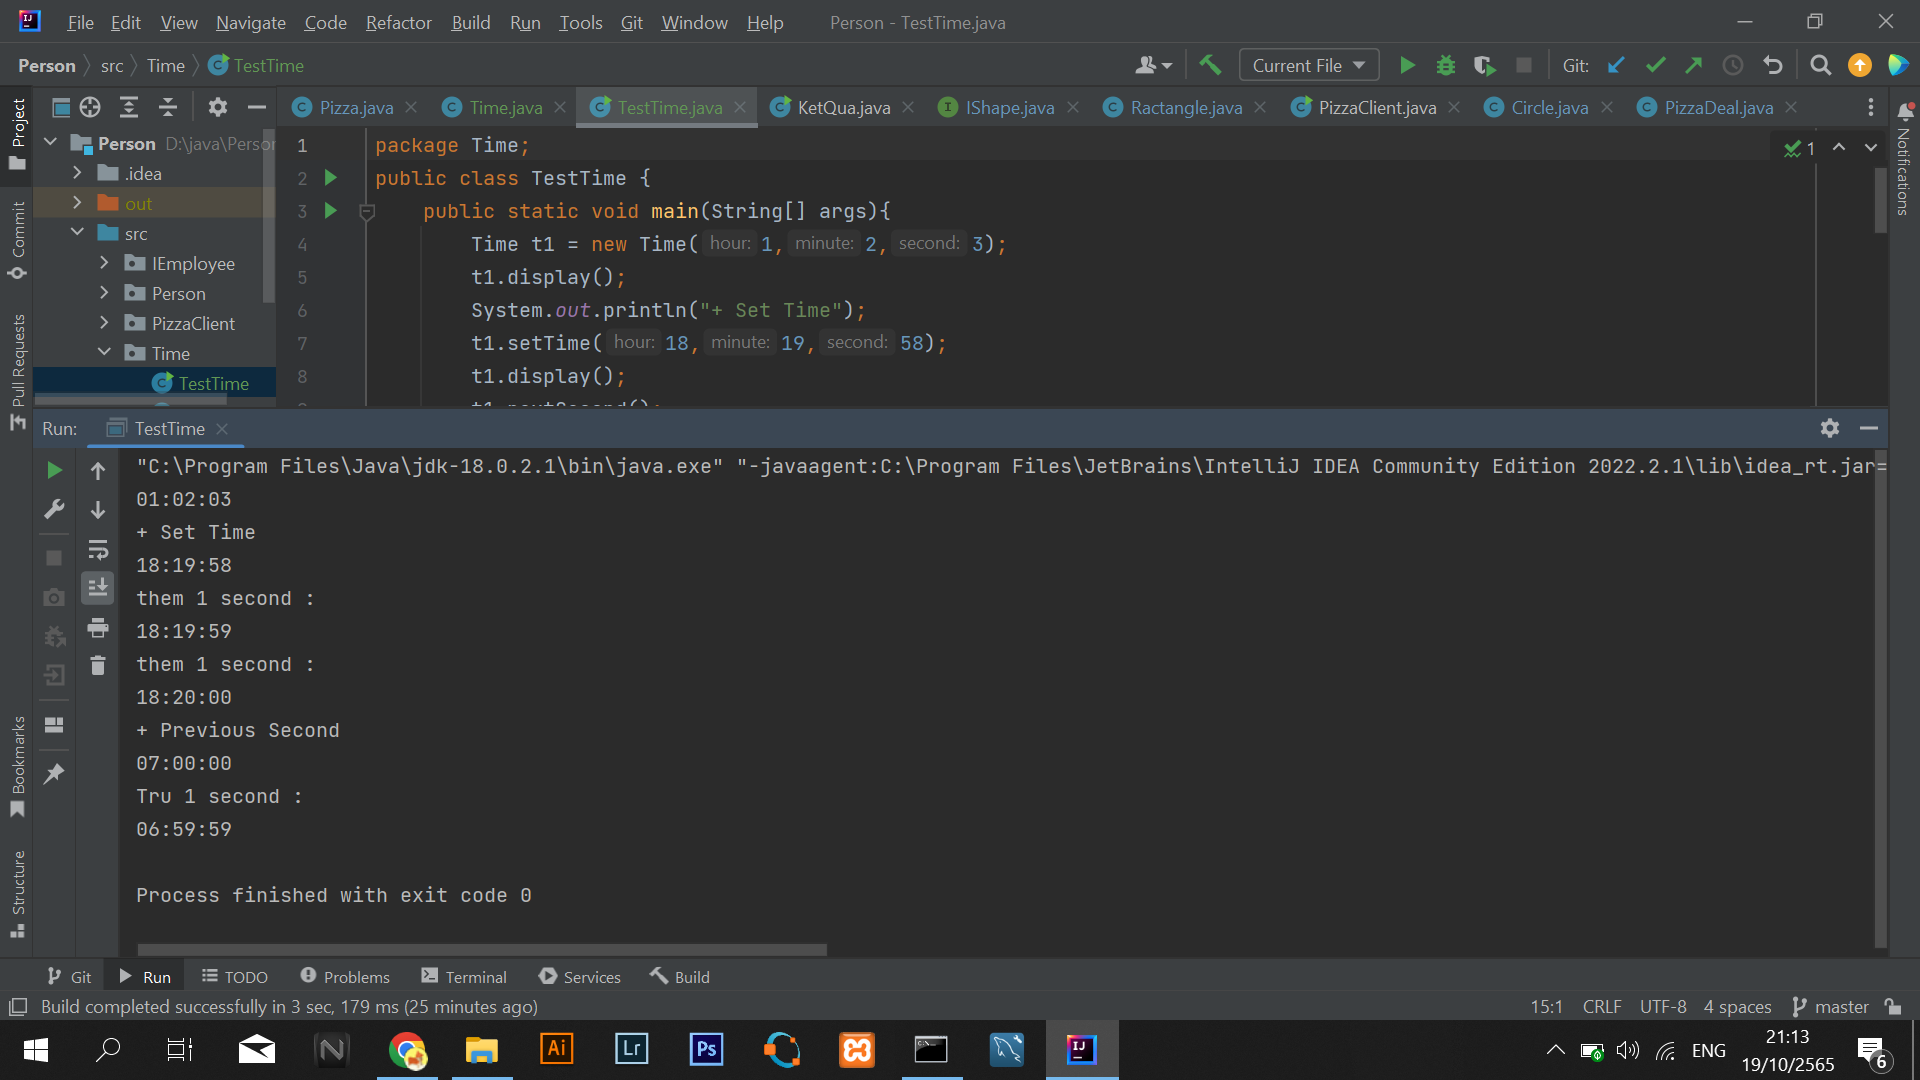 File Edit View Navigate Code Refactor Build Run Tools Git Window Help Person - TestTime.java
Person src Time TestTime Current File Git:
Project
Commit
Pull Requests
Bookmarks
Structure
Notifications
Pizza.java Time.java TestTime.java KetQua.java IShape.java Ractangle.java PizzaClient.java Circle.java PizzaDeal.java
Person D:\java\Person
.idea
out
src
IEmployee
Person
PizzaClient
Time
TestTime
1 package Time;
2 public class TestTime {
3 public static void main(String[] args){
4 Time t1 = new Time( hour: 1, minute: 2, second: 3);
5 t1.display();
6 System.out.println("+ Set Time");
7 t1.setTime( hour: 18, minute: 19, second: 58);
8 t1.display();
1
Run: TestTime
"C:\Program Files\Java\jdk-18.0.2.1\bin\java.exe" "-javaagent:C:\Program Files\JetBrains\IntelliJ IDEA Community Edition 2022.2.1\lib\idea_rt.jar=
01:02:03
+ Set Time
18:19:58
them 1 second :
18:19:59
them 1 second :
18:20:00
+ Previous Second
07:00:00
Tru 1 second :
06:59:59
Process finished with exit code 0
Git Run TODO Problems Terminal Services Build
Build completed successfully in 3 sec, 179 ms (25 minutes ago) 15:1 CRLF UTF-8 4 spaces master
Ai Lr Ps IJ ENG 21:13
19/10/2565
6